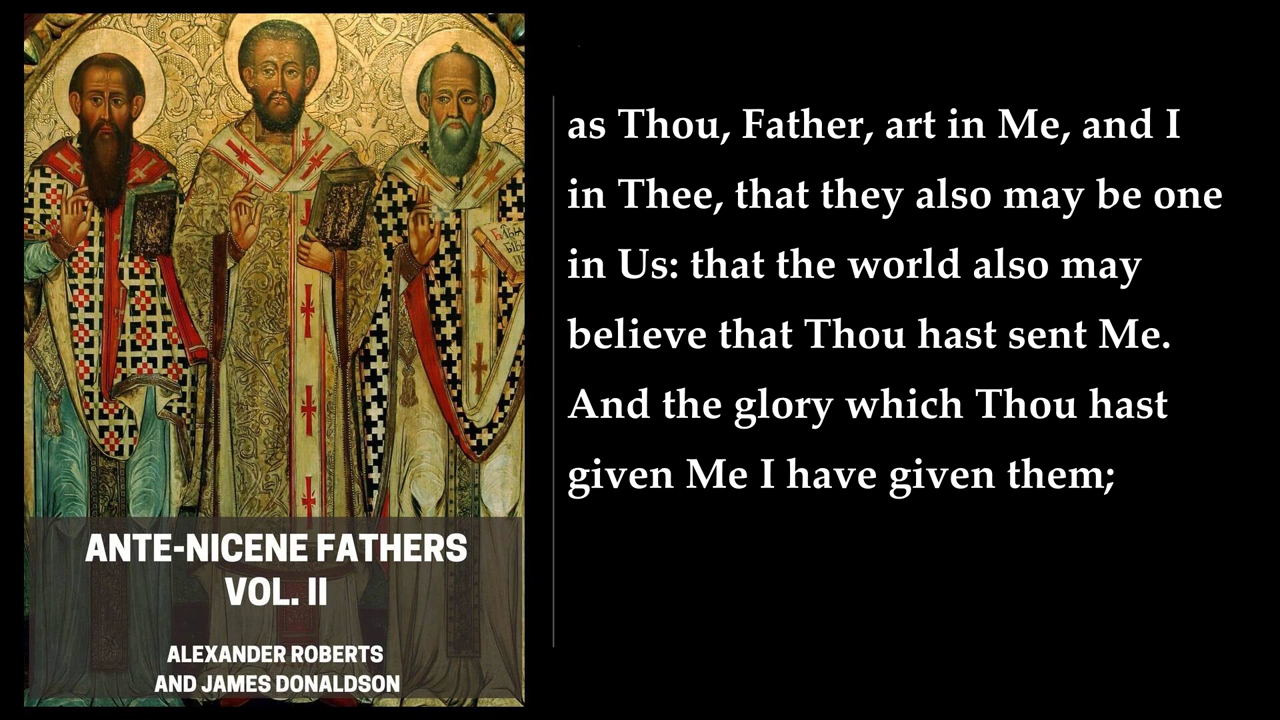 as Thou, Father, art in Me, and I
in Thee, that they also may be one
in Us: that the world also may
believe that Thou hast sent Me.
And the glory which Thou hast
given Me I have given them;
ANTE-NICENE FATHERS
VOL. II
ALEXANDER ROBERTS
AND JAMES DONALDSON